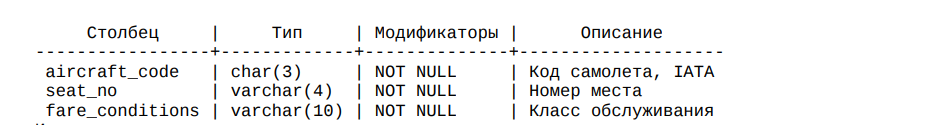 Столбец | Тип | Модификаторы | Описание
-----------------+-------------+--------------+--------------------
aircraft_code | char(3) | NOT NULL | Код самолета, IATA
seat_no | varchar(4) | NOT NULL | Номер места
fare_conditions | varchar(10) | NOT NULL | Класс обслуживания